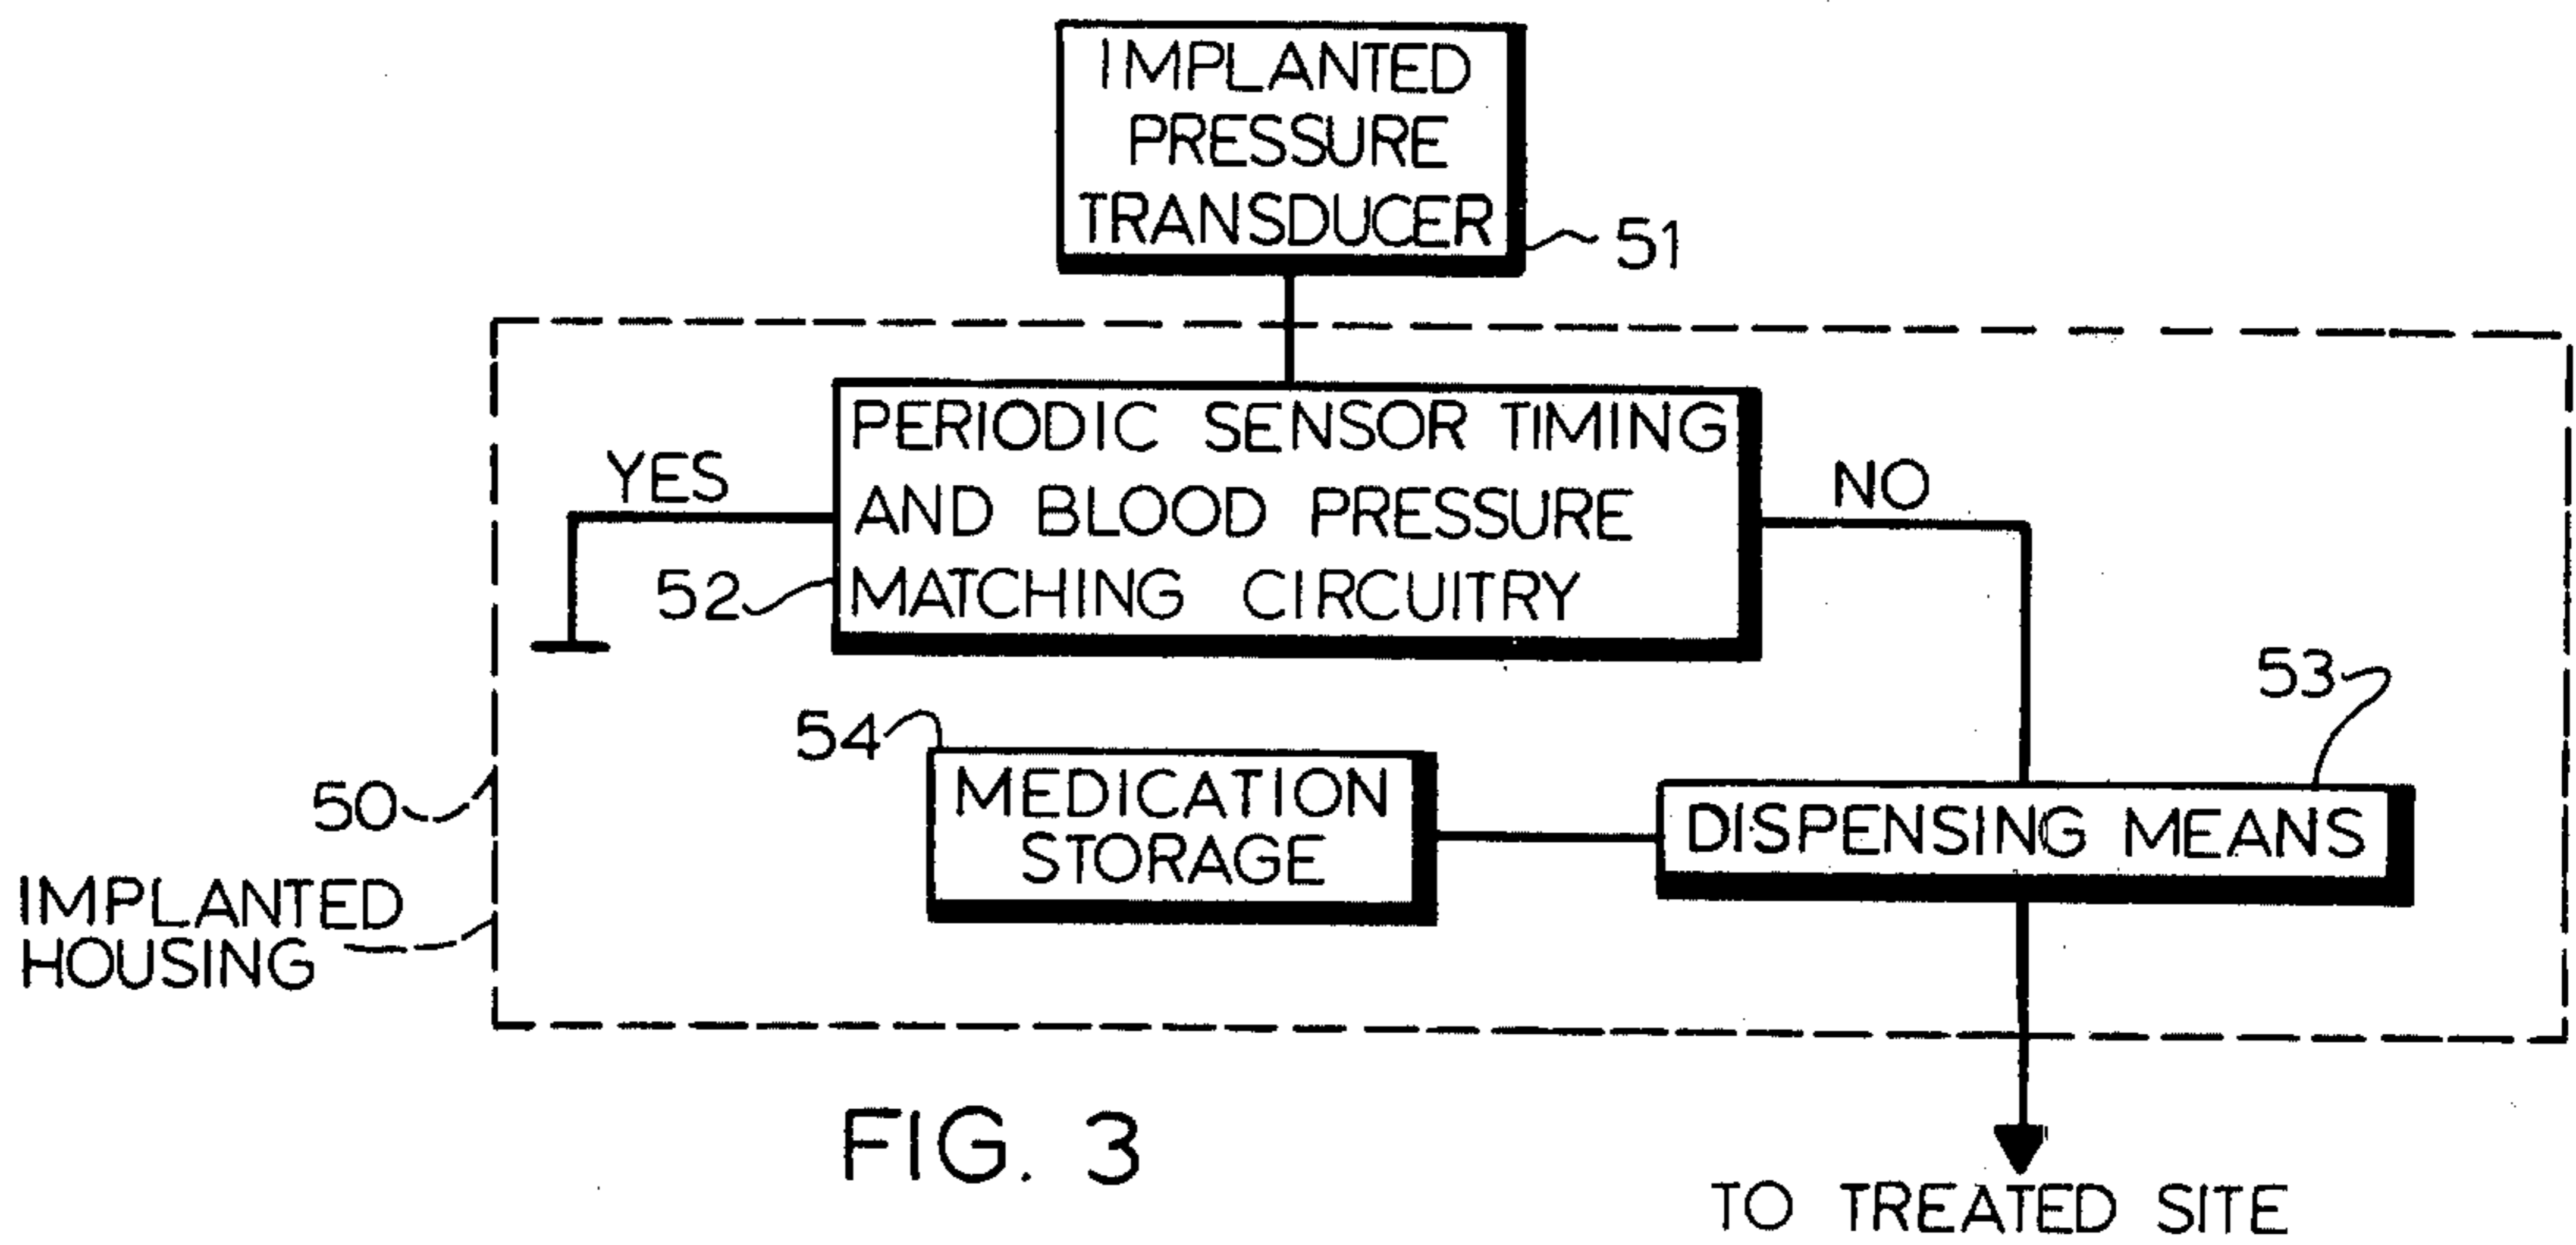 IMPLANTED
PRESSURE
TRANSDUCER
51
PERIODIC SENSOR TIMING
AND BLOOD PRESSURE
MATCHING CIRCUITRY
YES
NO
52
53
54
MEDICATION
STORAGE
DISPENSING MEANS
50
IMPLANTED
HOUSING
FIG. 3
TO TREATED SITE